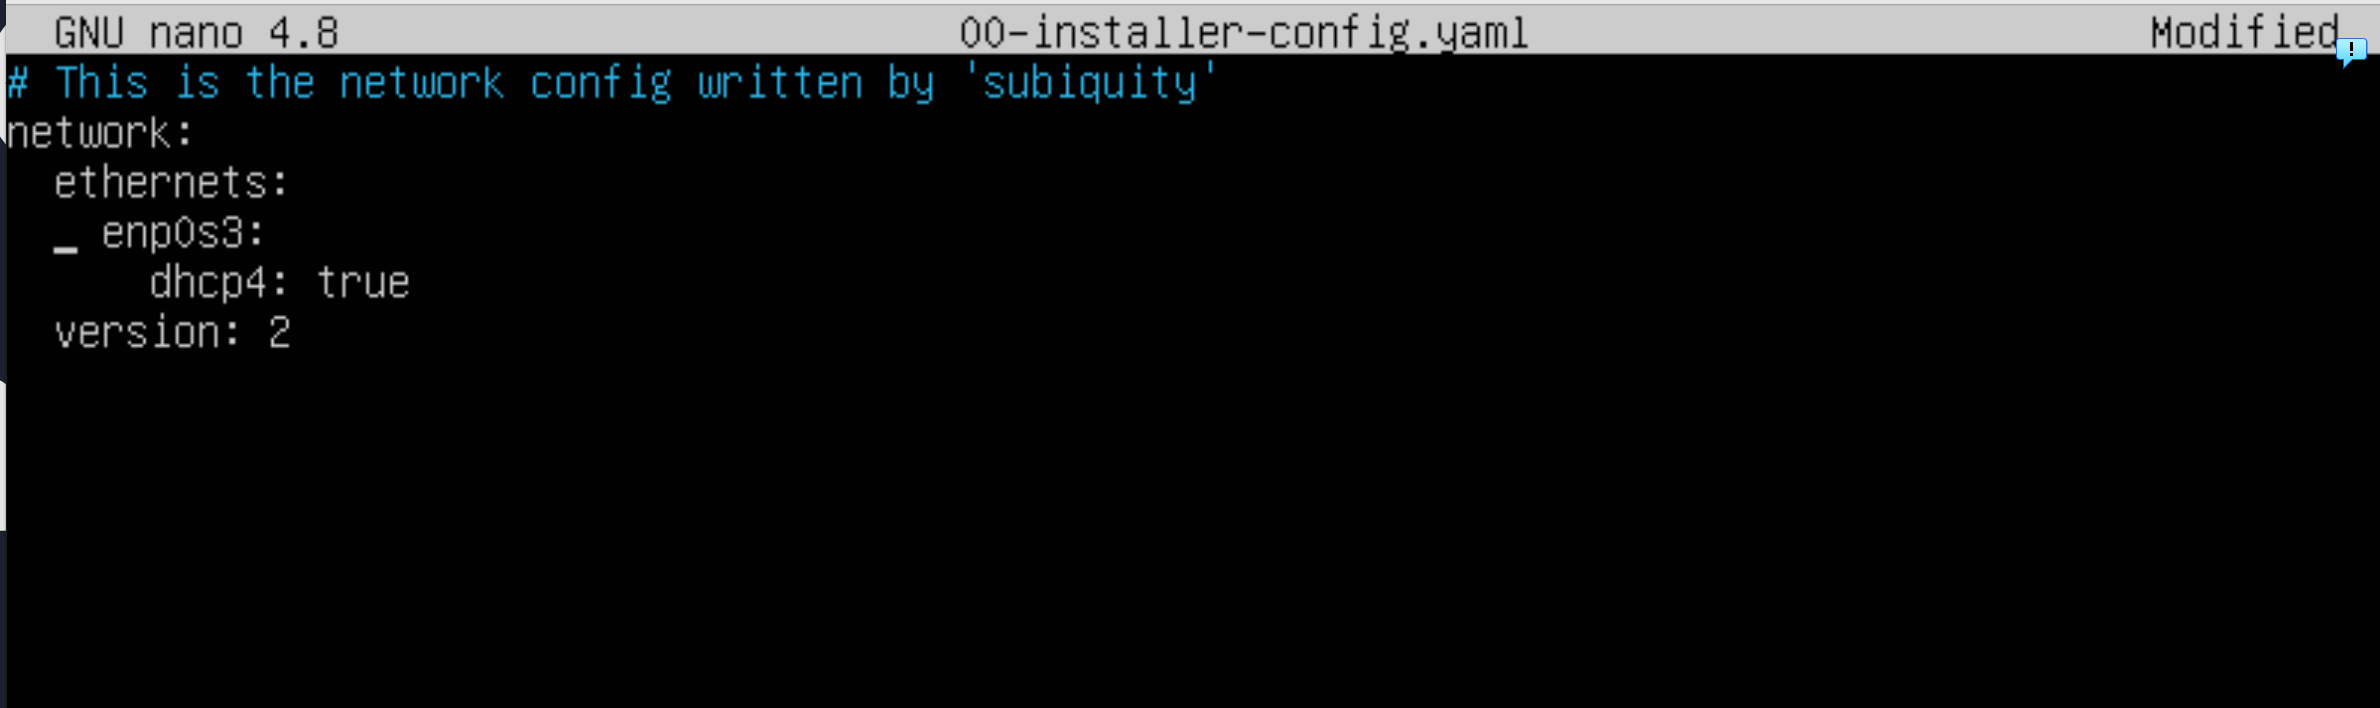 GNU nano 4.8 00-installer-config.yaml Modified
# This is the network config written by 'subiquity'
network:
  ethernets:
    enp0s3:
      dhcp4: true
  version: 2